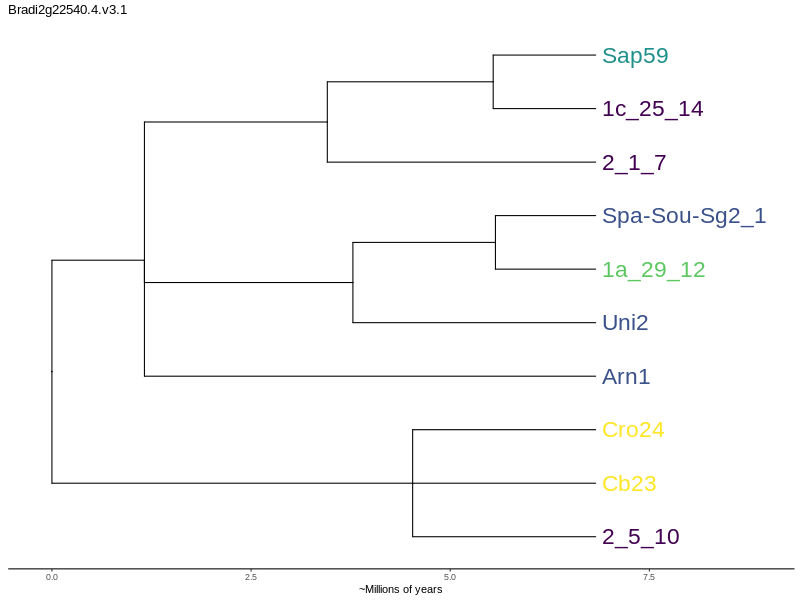 Bradi2g22540.4.v3.1
Sap59
1c_25_14
2_1_7
Spa-Sou-Sg2_1
1a_29_12
Uni2
Arn1
Cro24
Cb23
2_5_10
0.0 2.5 5.0 7.5
~Millions of years